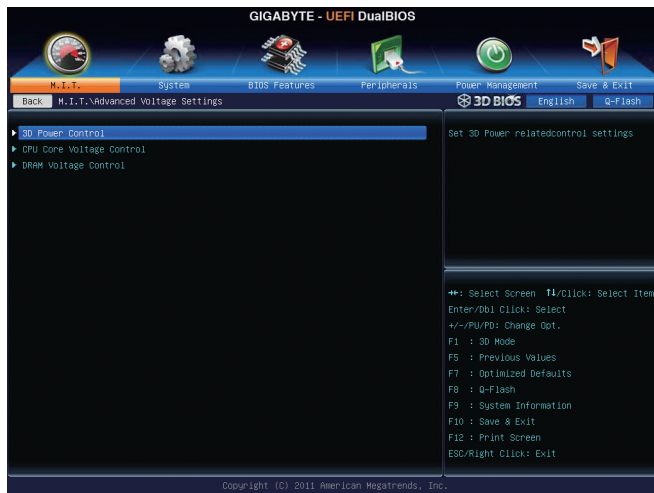 GIGABYTE - UEFI DualBIOS
M.I.T. System BIOS Features Peripherals Power Management Save & Exit
Back M.I.T.\Advanced Voltage Settings 3D BIOS English Q-Flash
3D Power Control
CPU Core Voltage Control
DRAM Voltage Control
Set 3D Power relatedcontrol settings
→←: Select Screen ↑↓/Click: Select Item
Enter/Dbl Click: Select
+/-/PU/PD: Change Opt.
F1 : 3D Mode
F5 : Previous Values
F7 : Optimized Defaults
F8 : Q-Flash
F9 : System Information
F10 : Save & Exit
F12 : Print Screen
ESC/Right Click: Exit
Copyright (C) 2011 American Megatrends, Inc.